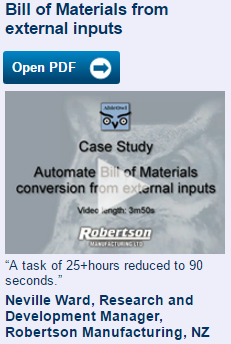 Bill of Materials from
external inputs
Open PDF
AbleOwl
Case Study
Automate Bill of Materials
conversion from external inputs
Video length: 3m50s
Robertson
MANUFACTURING LTD
“A task of 25+hours reduced to 90
seconds.”
Neville Ward, Research and
Development Manager,
Robertson Manufacturing, NZ